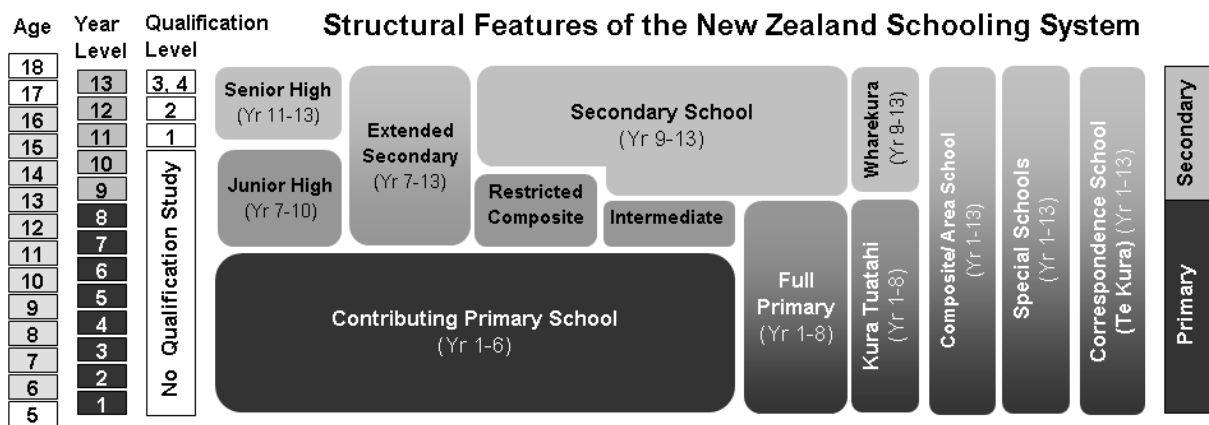 Structural Features of the New Zealand Schooling System
Age
Year
Level
Qualification
Level
18
17
16
15
14
13
12
11
10
9
8
7
6
5
13
12
11
10
9
8
7
6
5
4
3
2
1
3, 4
2
1
No Qualification Study
Senior High
(Yr 11-13)
Junior High
(Yr 7-10)
Extended
Secondary
(Yr 7-13)
Secondary School
(Yr 9-13)
Restricted
Composite
Intermediate
Contributing Primary School
(Yr 1-6)
Full
Primary
(Yr 1-8)
Wharekura
(Yr 9-13)
Kura Tuatahi
(Yr 1-8)
Composite/ Area School
(Yr 1-13)
Special Schools
(Yr 1-13)
Correspondence School
(Te Kura) (Yr 1-13)
Secondary
Primary